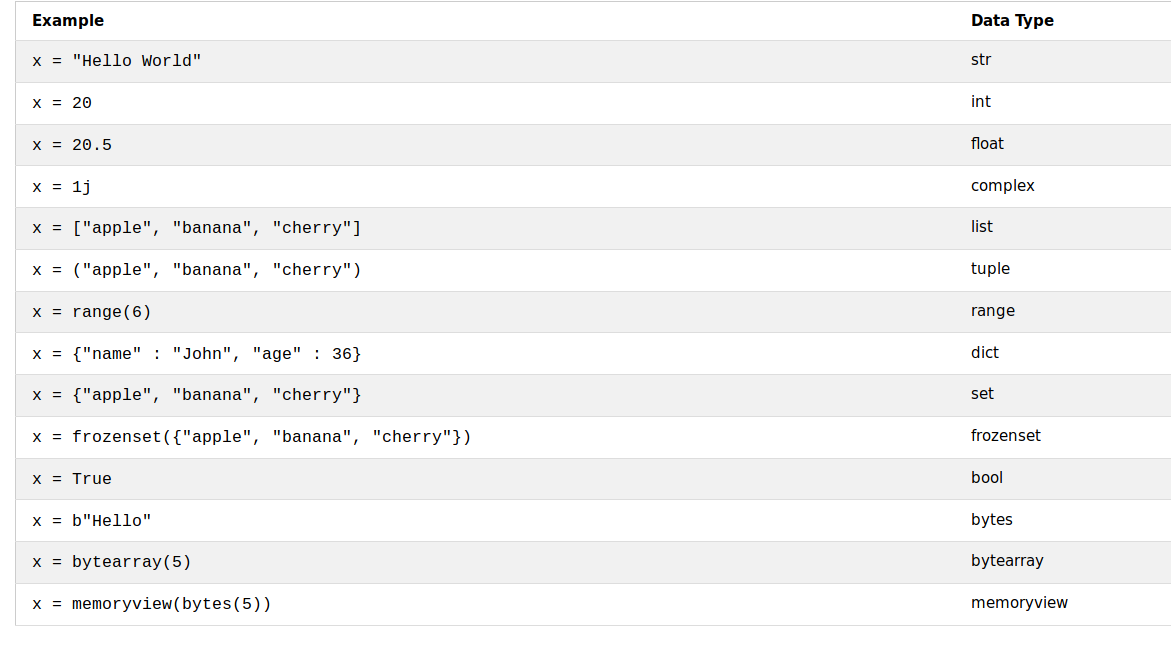 Example Data Type
x = "Hello World" str
x = 20 int
x = 20.5 float
x = 1j complex
x = ["apple", "banana", "cherry"] list
x = ("apple", "banana", "cherry") tuple
x = range(6) range
x = {"name" : "John", "age" : 36} dict
x = {"apple", "banana", "cherry"} set
x = frozenset({"apple", "banana", "cherry"}) frozenset
x = True bool
x = b"Hello" bytes
x = bytearray(5) bytearray
x = memoryview(bytes(5)) memoryview